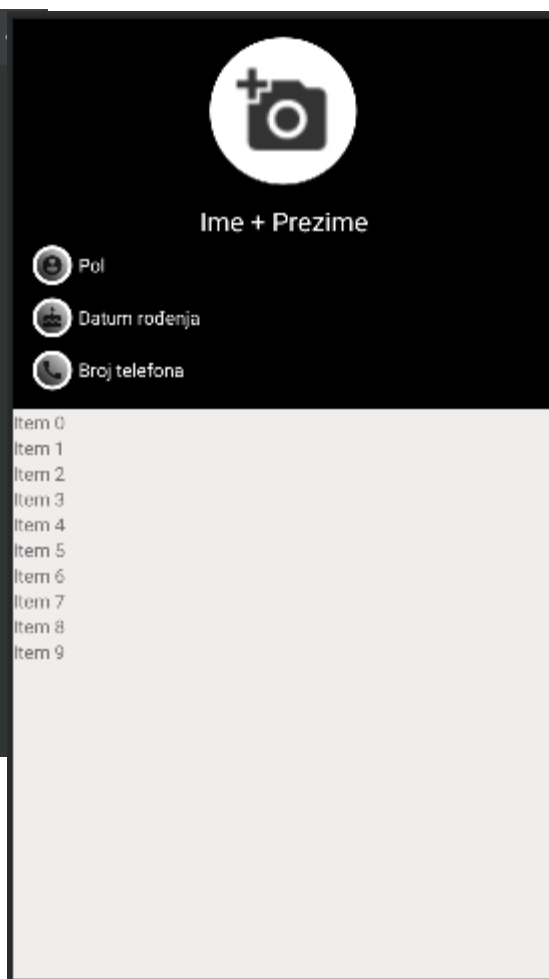 Ime + Prezime
Pol
Datum rođenja
Broj telefona
Item 0
Item 1
Item 2
Item 3
Item 4
Item 5
Item 6
Item 7
Item 8
Item 9